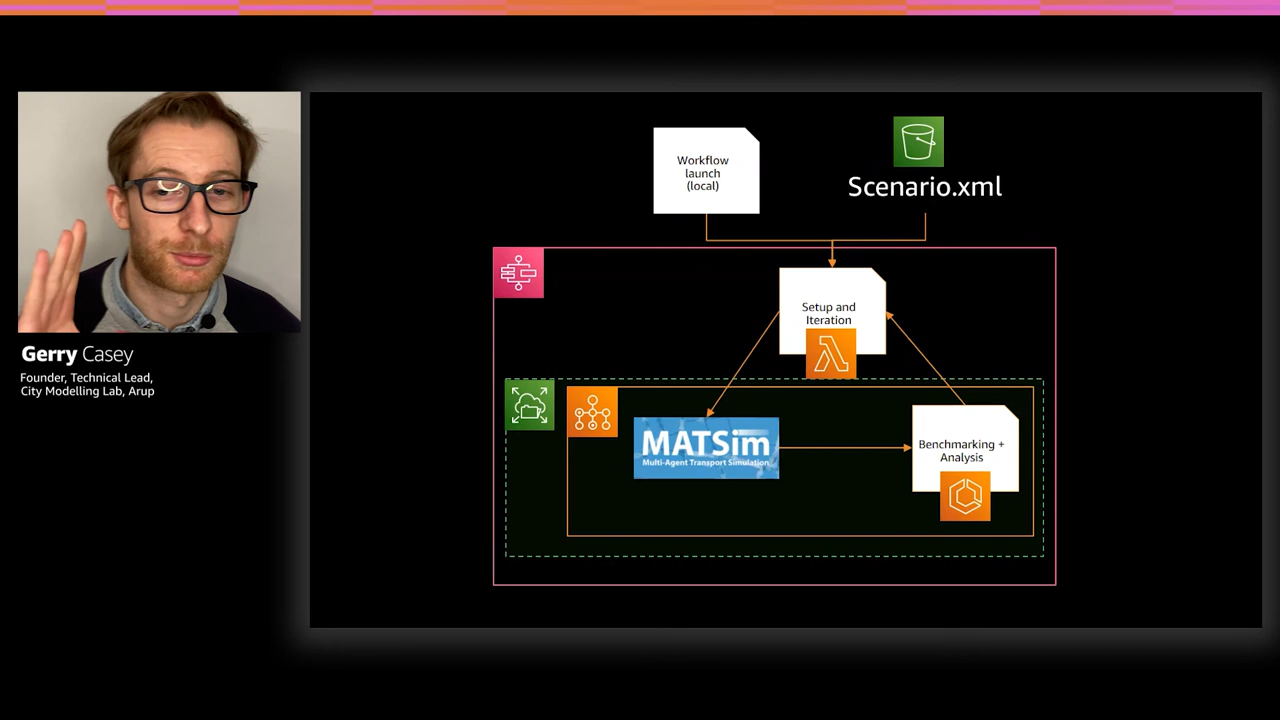 Workflow
launch
(local)
Scenario.xml
Setup and
Iteration
MATSim
Multi-Agent Transport Simulation
Benchmarking +
Analysis
Gerry Casey
Founder, Technical Lead,
City Modelling Lab, Arup